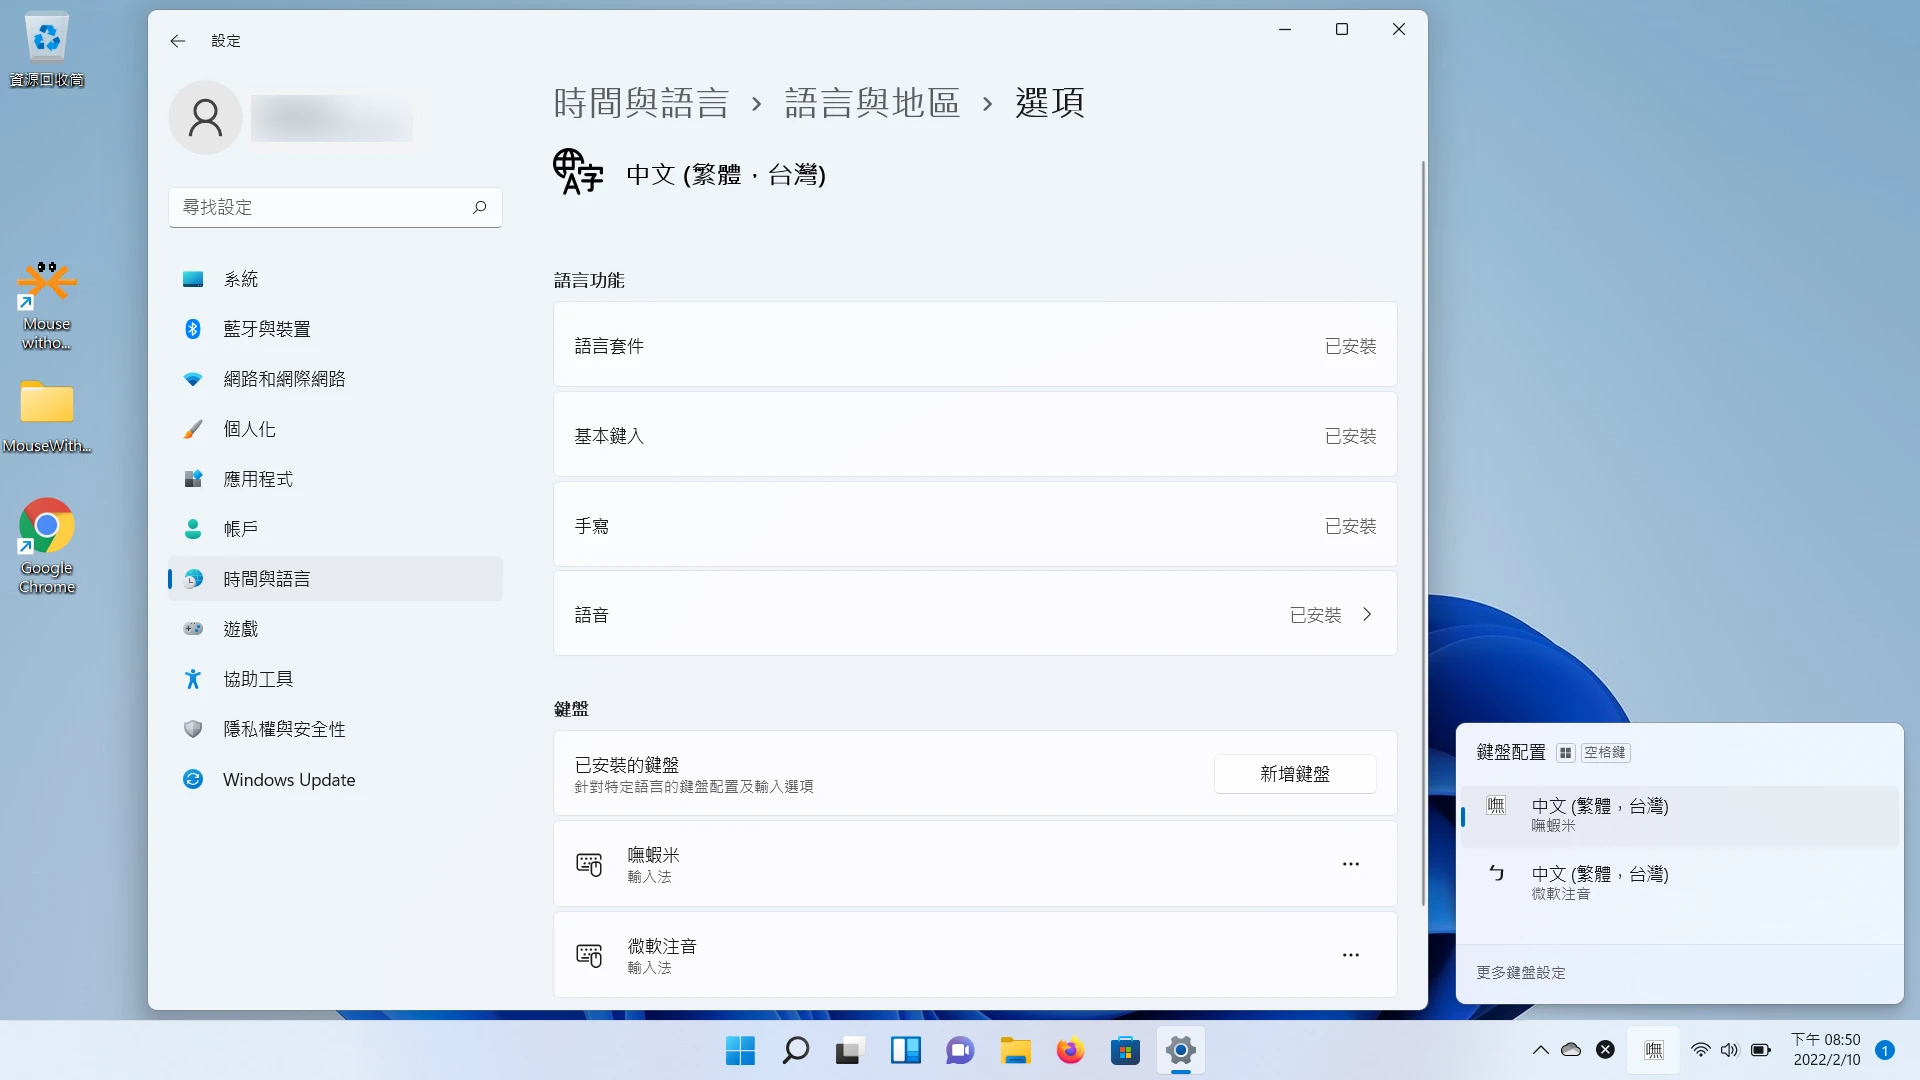 資源回收筒
Mouse
witho...
MouseWith...
Google
Chrome
設定
尋找設定
系統
藍牙與裝置
網路和網際網路
個人化
應用程式
帳戶
時間與語言
遊戲
協助工具
隱私權與安全性
Windows Update
時間與語言 › 語言與地區 › 選項
中文 (繁體,台灣)
語言功能
語言套件 已安裝
基本鍵入 已安裝
手寫 已安裝
語音 已安裝
鍵盤
已安裝的鍵盤
針對特定語言的鍵盤配置及輸入選項
新增鍵盤
嘸蝦米
輸入法
微軟注音
輸入法
鍵盤配置 空格鍵
嘸 中文 (繁體,台灣)
嘸蝦米
ㄅ 中文 (繁體,台灣)
微軟注音
更多鍵盤設定
嘸
下午 08:50
2022/2/10
1